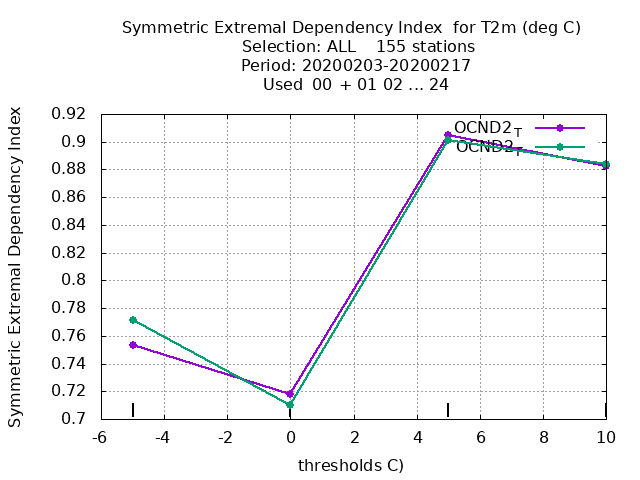 Symmetric Extremal Dependency Index  for T2m (deg C)
Selection: ALL    155 stations
Period: 20200203-20200217
Used  00 + 01 02 ... 24
Symmetric Extremal Dependency Index
0.92
0.9
0.88
0.86
0.84
0.82
0.8
0.78
0.76
0.74
0.72
0.7
OCND2T
OCND2T
-6 -4 -2 0 2 4 6 8 10
thresholds C)